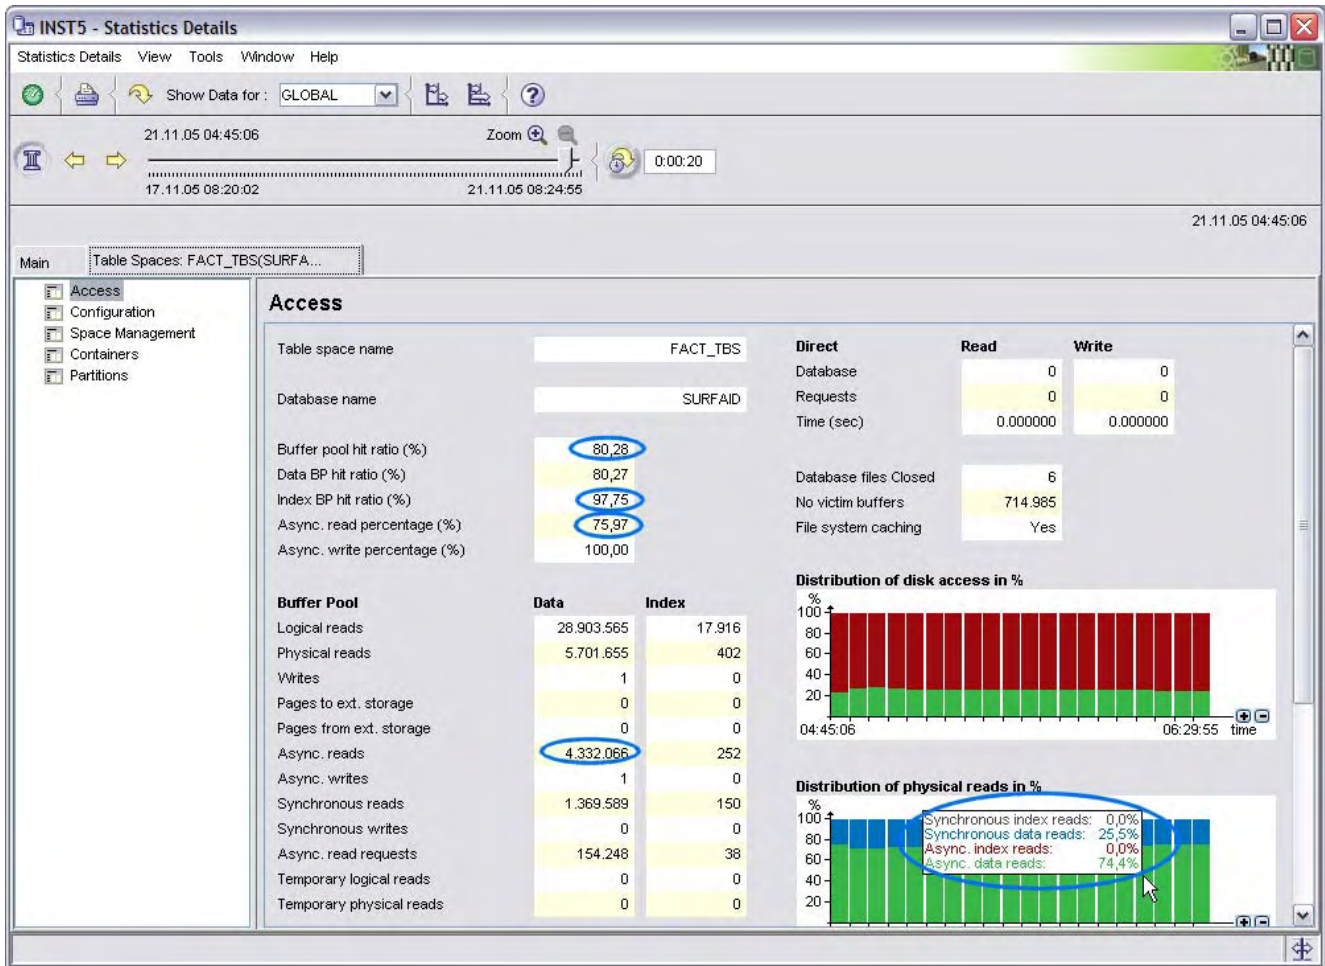 INST5 - Statistics Details
Statistics Details View Tools Window Help
Show Data for : GLOBAL
21.11.05 04:45:06 Zoom
0:00:20
17.11.05 08:20:02 21.11.05 08:24:55
21.11.05 04:45:06
Main Table Spaces: FACT_TBS(SURFA...
Access
Configuration
Space Management
Containers
Partitions
Access
Table space name FACT_TBS
Database name SURFAID
Buffer pool hit ratio (%) 80,28
Data BP hit ratio (%) 80,27
Index BP hit ratio (%) 97,75
Async. read percentage (%) 75,97
Async. write percentage (%) 100,00
Buffer Pool Data Index
Logical reads 28.903.565 17.916
Physical reads 5.701.655 402
Writes 1 0
Pages to ext. storage 0 0
Pages from ext. storage 0 0
Async. reads 4.332.066 252
Async. writes 1 0
Synchronous reads 1.369.589 150
Synchronous writes 0 0
Async. read requests 154.248 38
Temporary logical reads 0 0
Temporary physical reads 0 0
Direct Read Write
Database 0 0
Requests 0 0
Time (sec) 0.000000 0.000000
Database files Closed 6
No victim buffers 714.985
File system caching Yes
Distribution of disk access in %
%
100
80
60
40
20
04:45:06 06:29:55 time
Distribution of physical reads in %
%
100
80
60
40
20
Synchronous index reads: 0,0%
Synchronous data reads: 25,5%
Async. index reads: 0,0%
Async. data reads: 74,4%